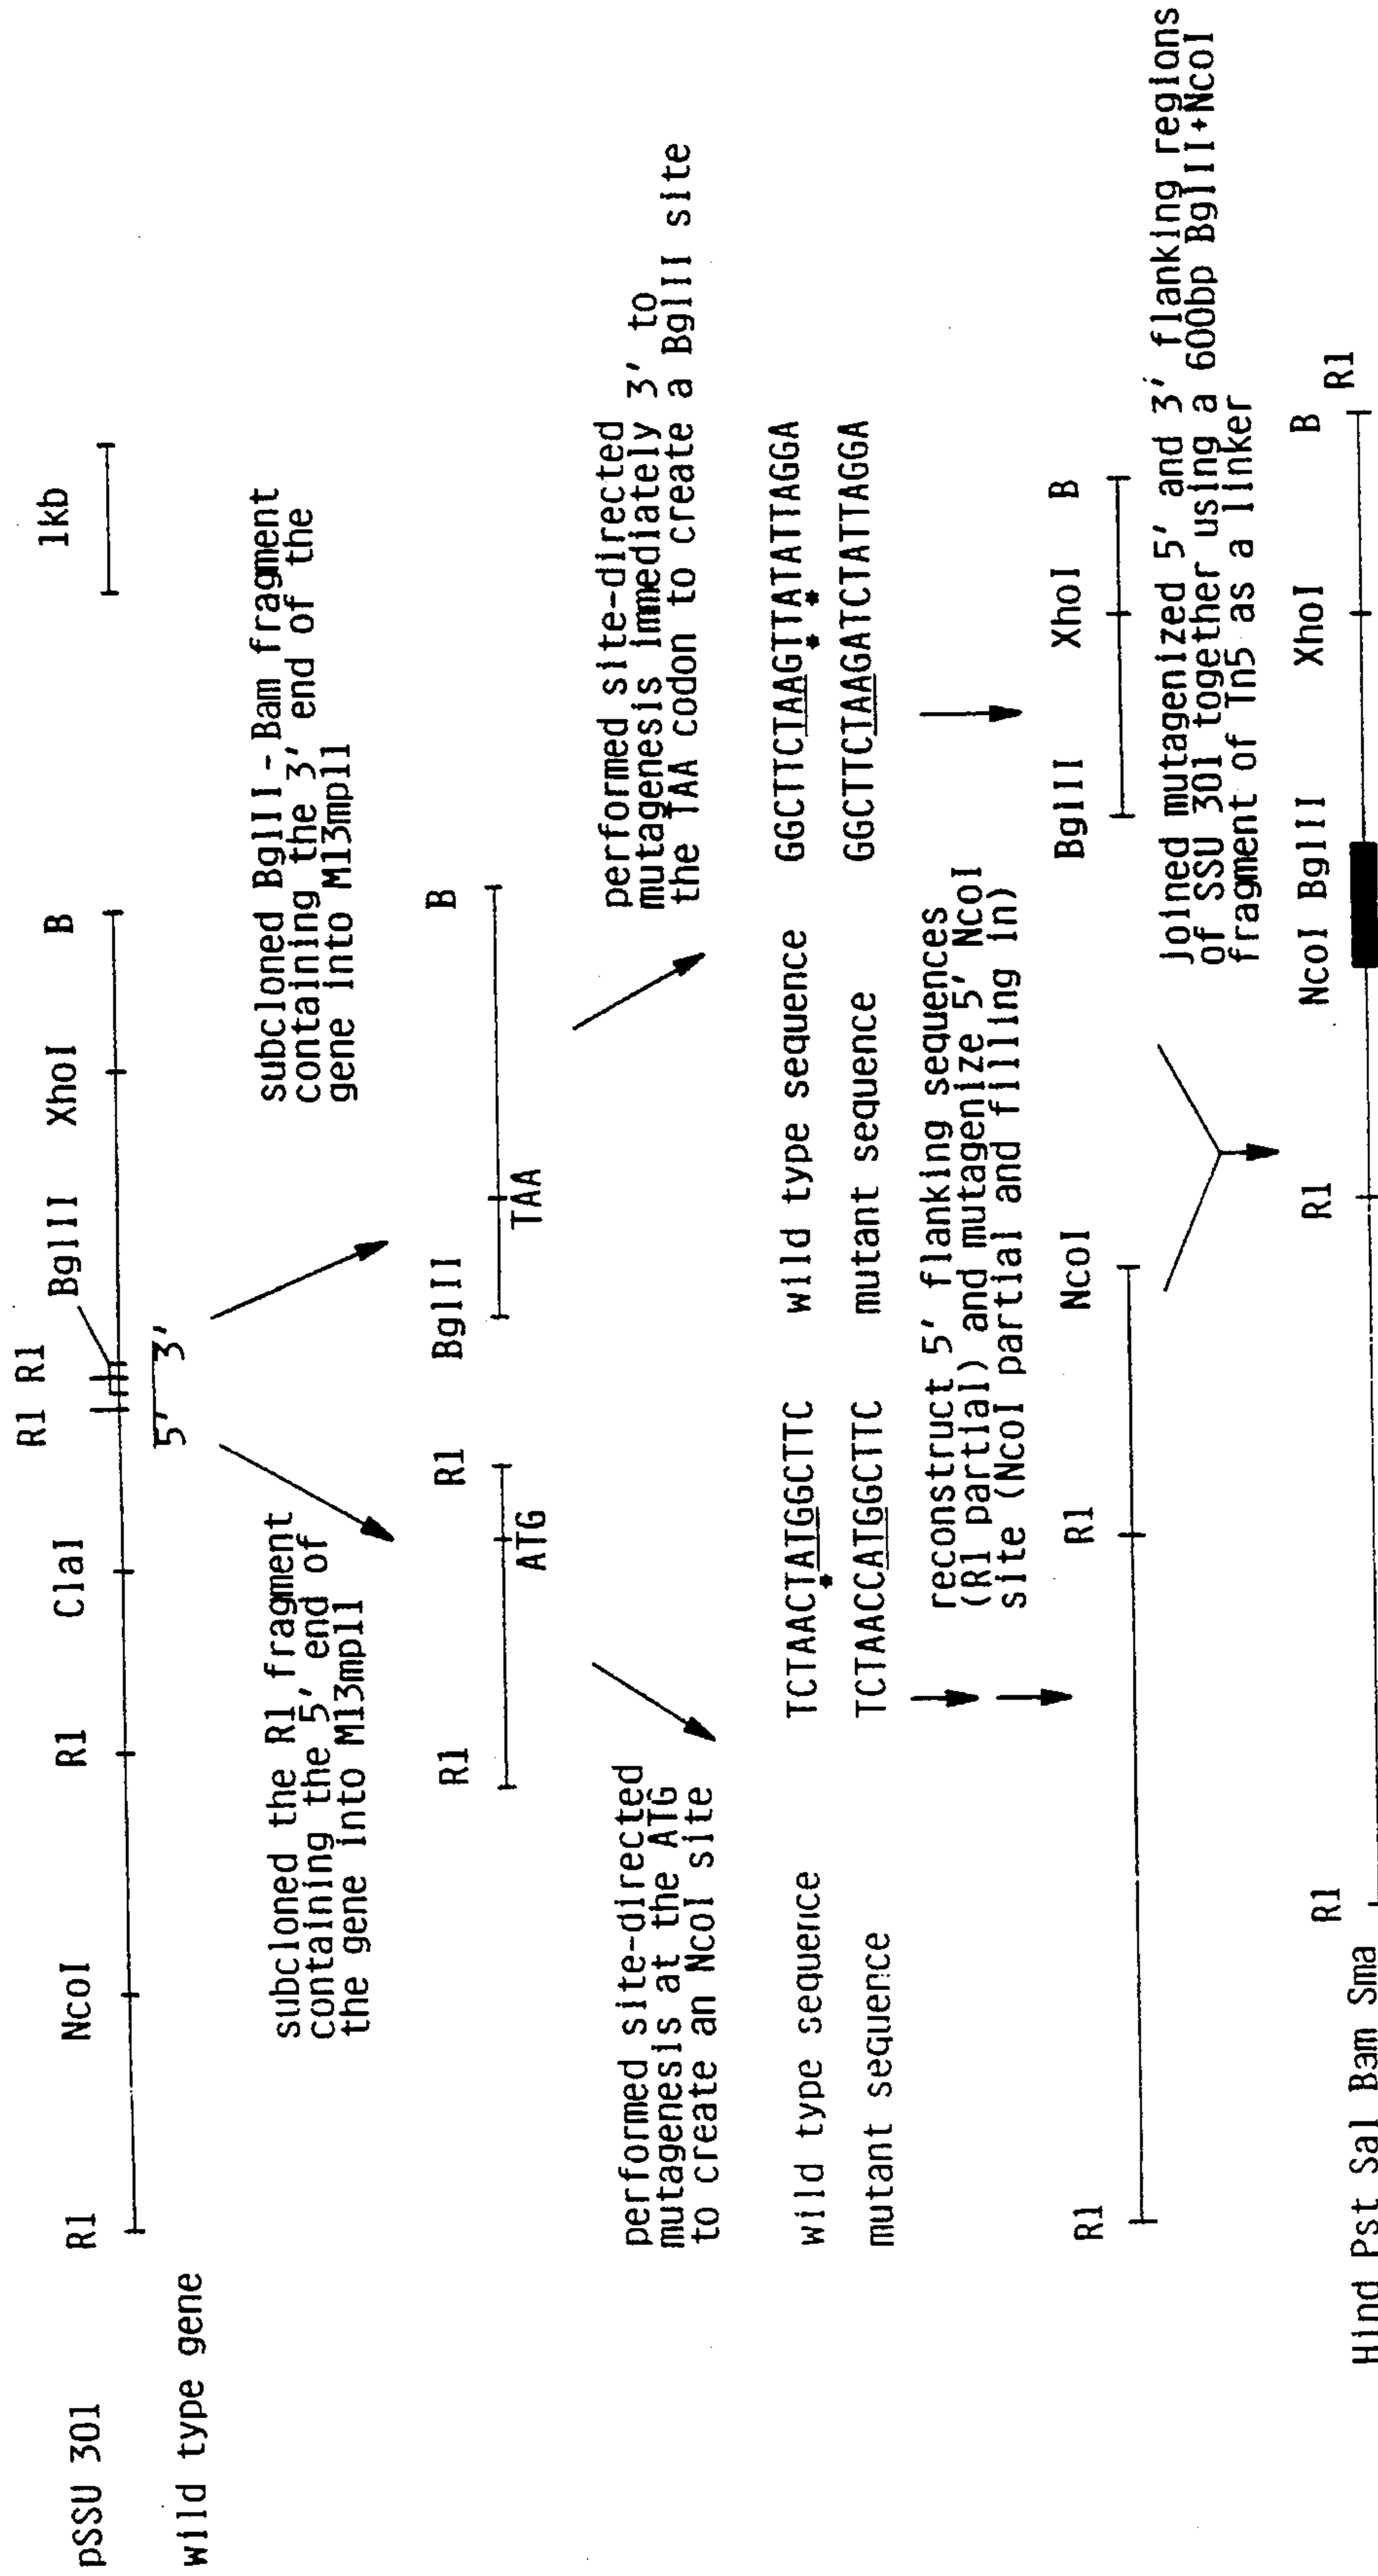 pSSU 301
R1 NcoI R1 ClaI R1 R1 BglII XhoI B 1kb
wild type gene
5' 3'
subcloned the R1 fragment
containing the 5' end of
the gene into M13mp11
subcloned BglII - Bam fragment
containing the 3' end of the
gene into M13mp11
R1 R1
ATG
BglII B
TAA
performed site-directed
mutagenesis at the ATG
to create an NcoI site
performed site-directed
mutagenesis immediately 3' to
the TAA codon to create a BglII site
wild type sequence TCTAACTATGGCTTC
*
mutant sequence TCTAACCATGGCTTC
wild type sequence GGCTTCTAAGTTATATTAGGA
* *
mutant sequence GGCTTCTAAGATCTATTAGGA
reconstruct 5' flanking sequences
(R1 partial) and mutagenize 5' NcoI
site (NcoI partial and filling in)
R1 R1 NcoI
BglII XhoI B
joined mutagenized 5' and 3' flanking regions
of SSU 301 together using a 600bp BglII+NcoI
fragment of Tn5 as a linker
R1 R1 NcoI BglII XhoI B R1
Hind Pst Sal Bam Sma